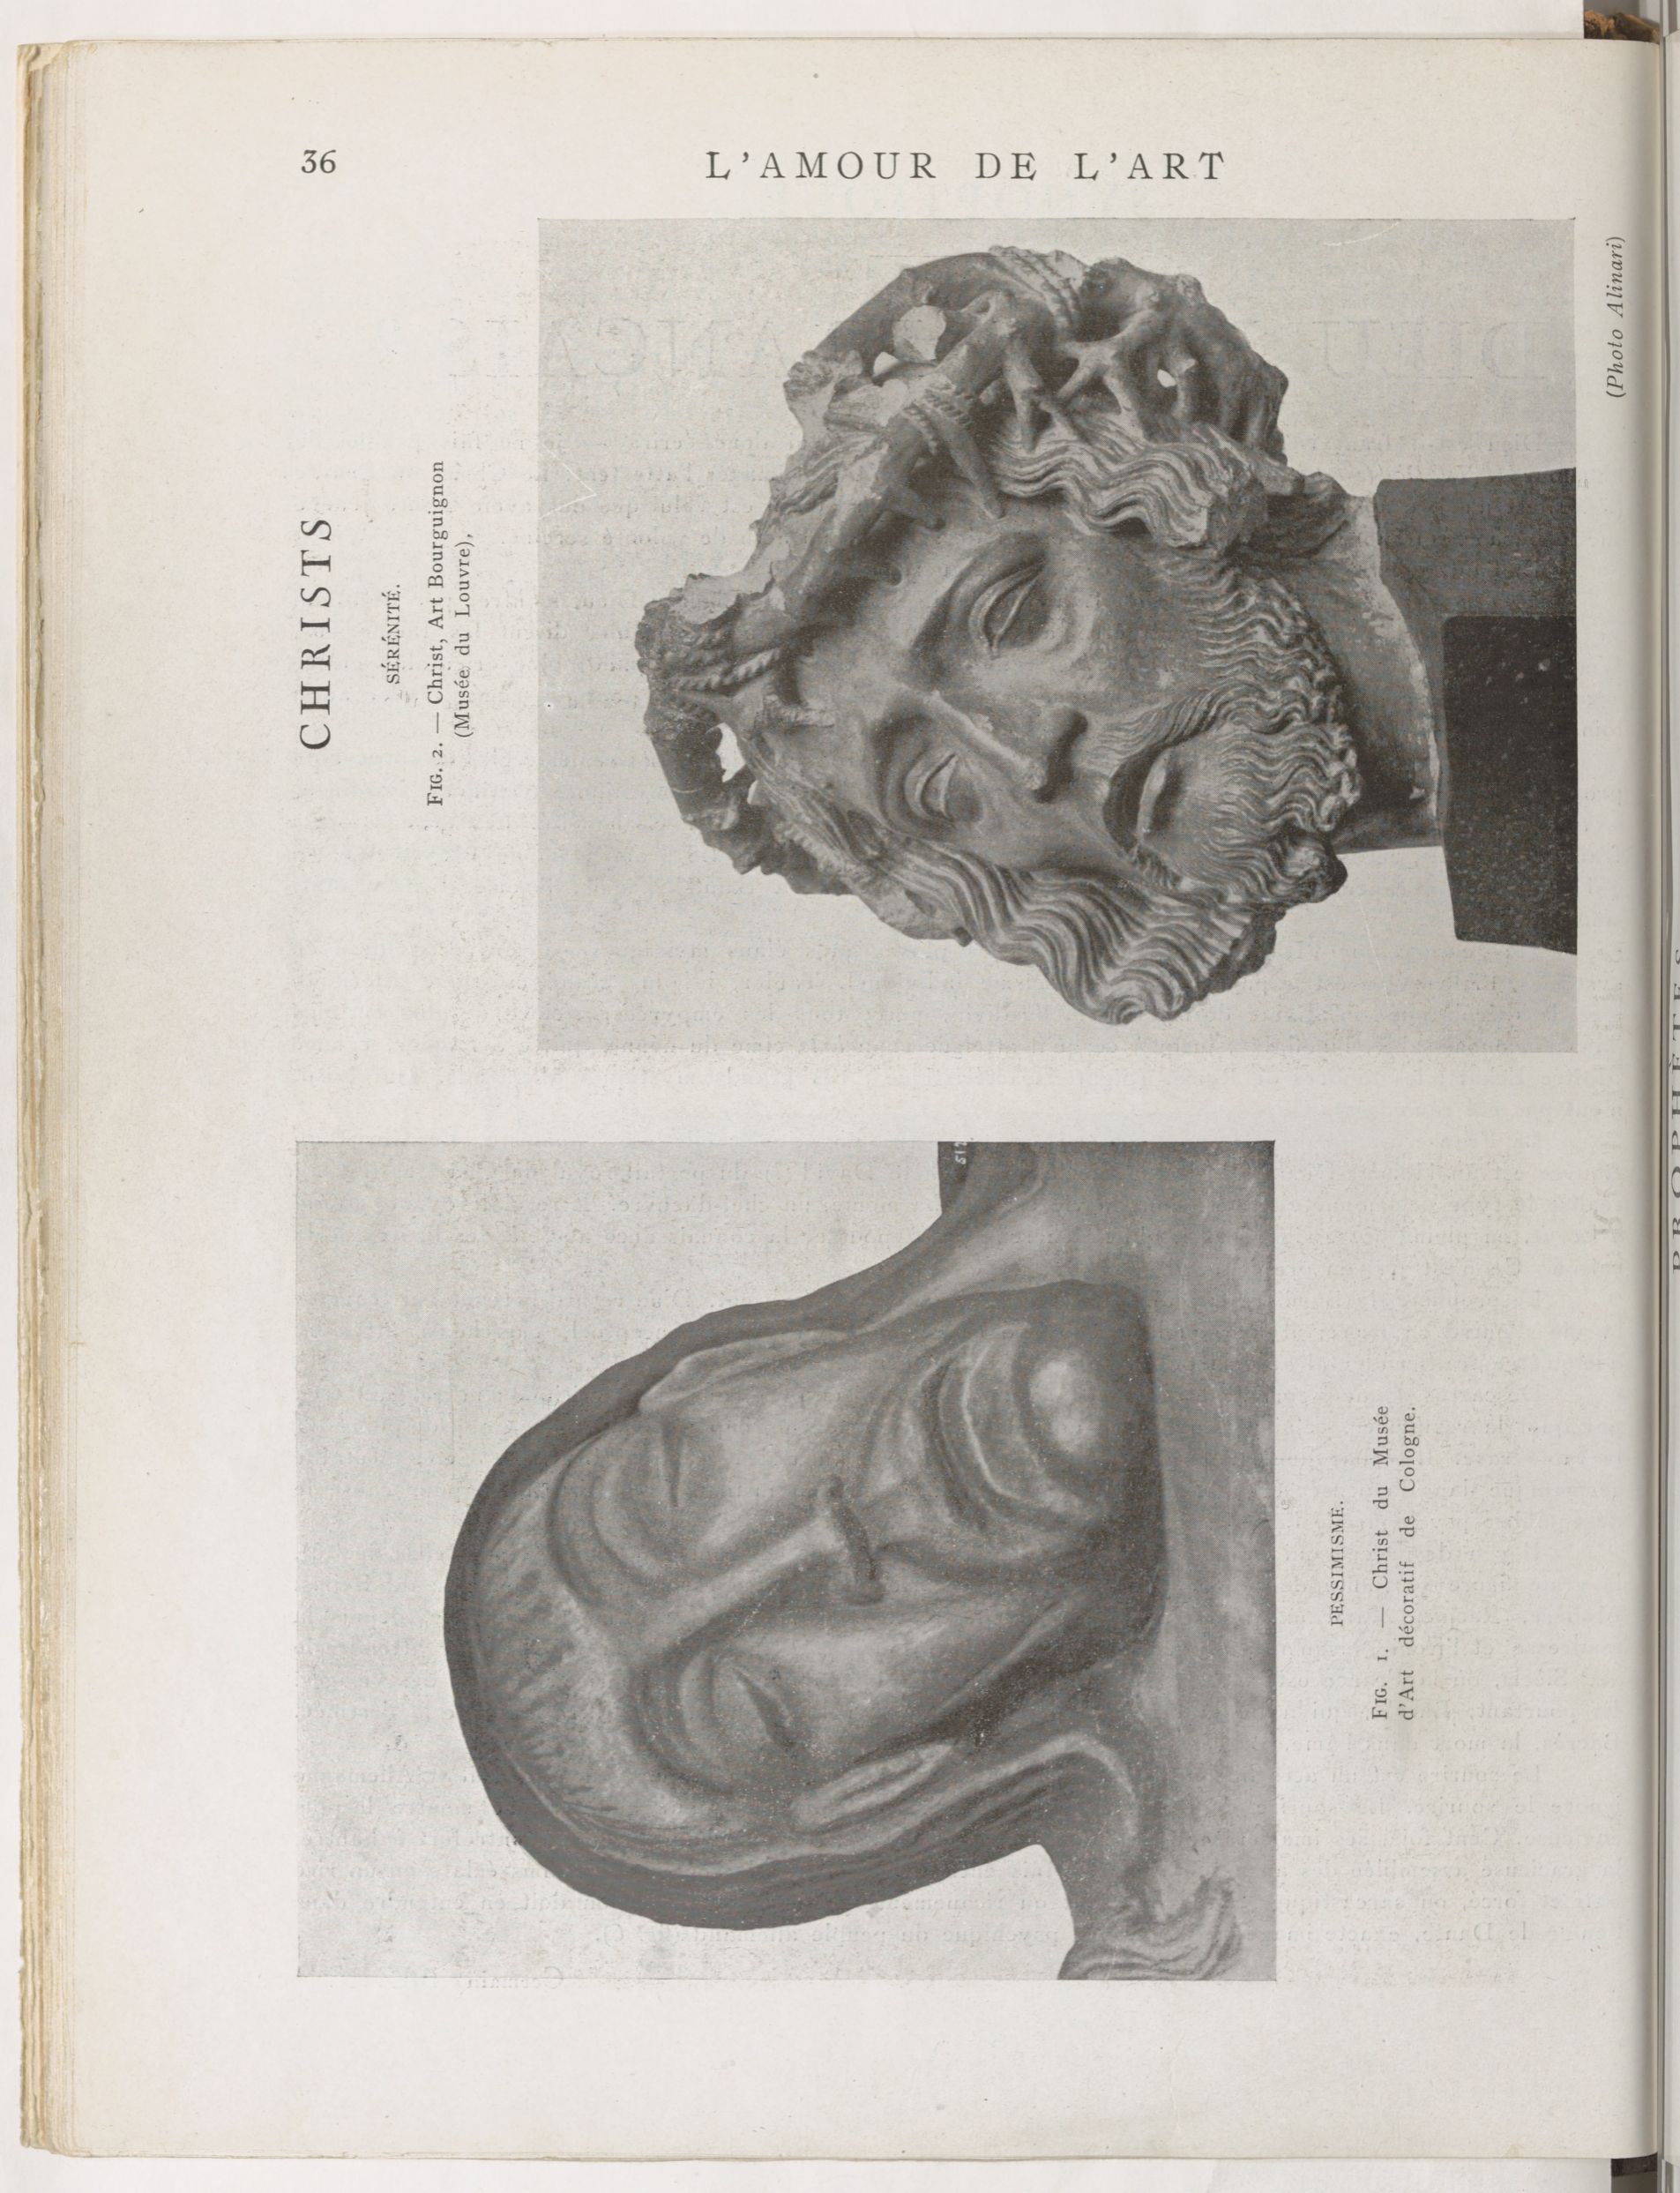 36
L'AMOUR DE L'ART
CHRISTS
SÉRÉNITÉ.
FIG. 2. — Christ, Art Bourguignon
(Musée du Louvre),
(Photo Alinari)
PESSIMISME.
FIG. 1. — Christ du Musée
d'Art décoratif de Cologne.